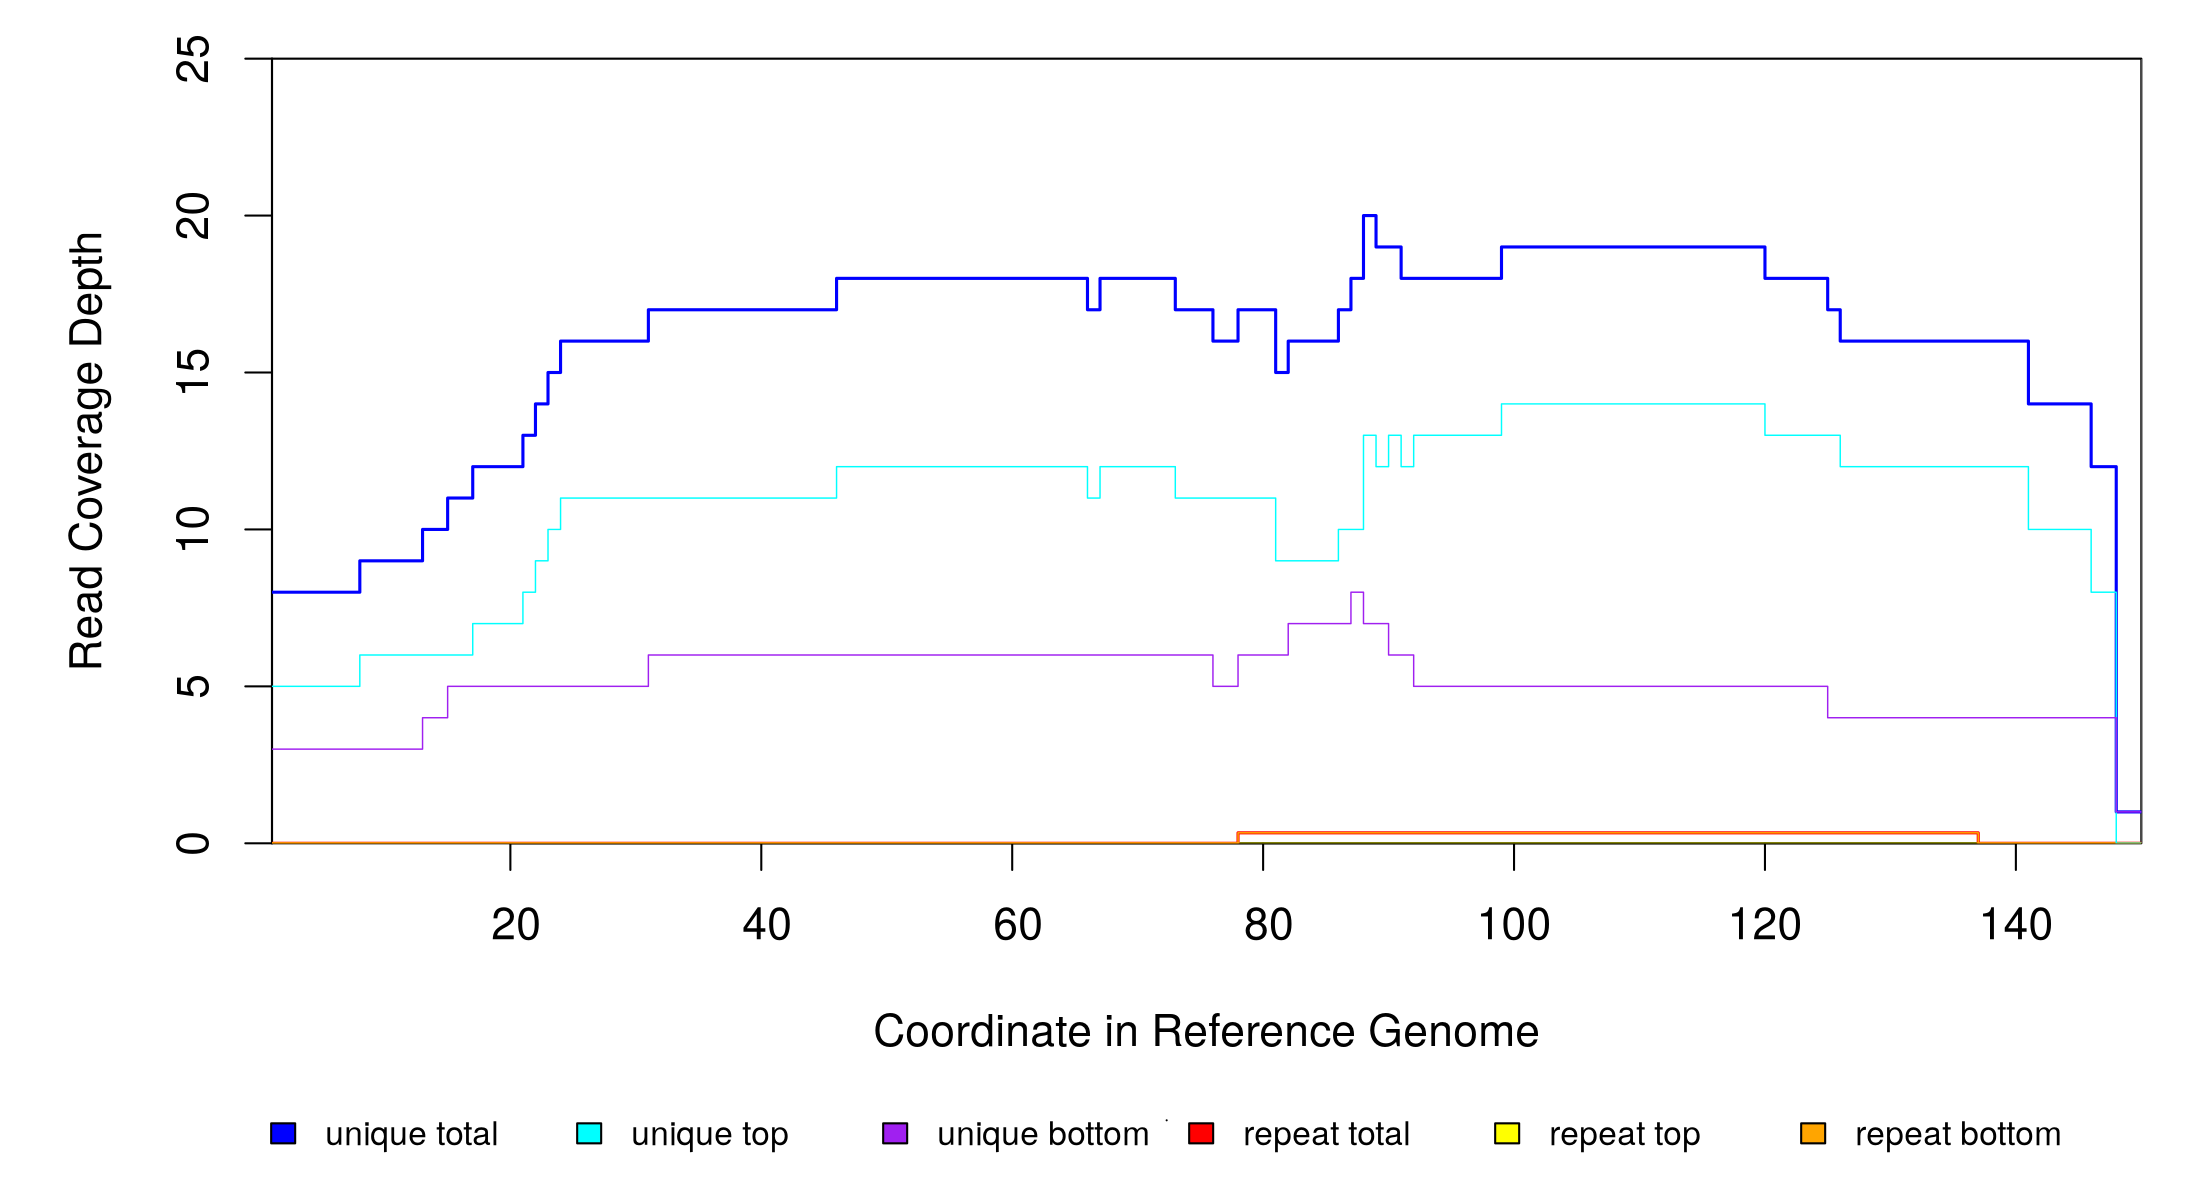 25
20
15
10
5
0
Read Coverage Depth
20 40 60 80 100 120 140
Coordinate in Reference Genome
unique total unique top unique bottom repeat total repeat top repeat bottom